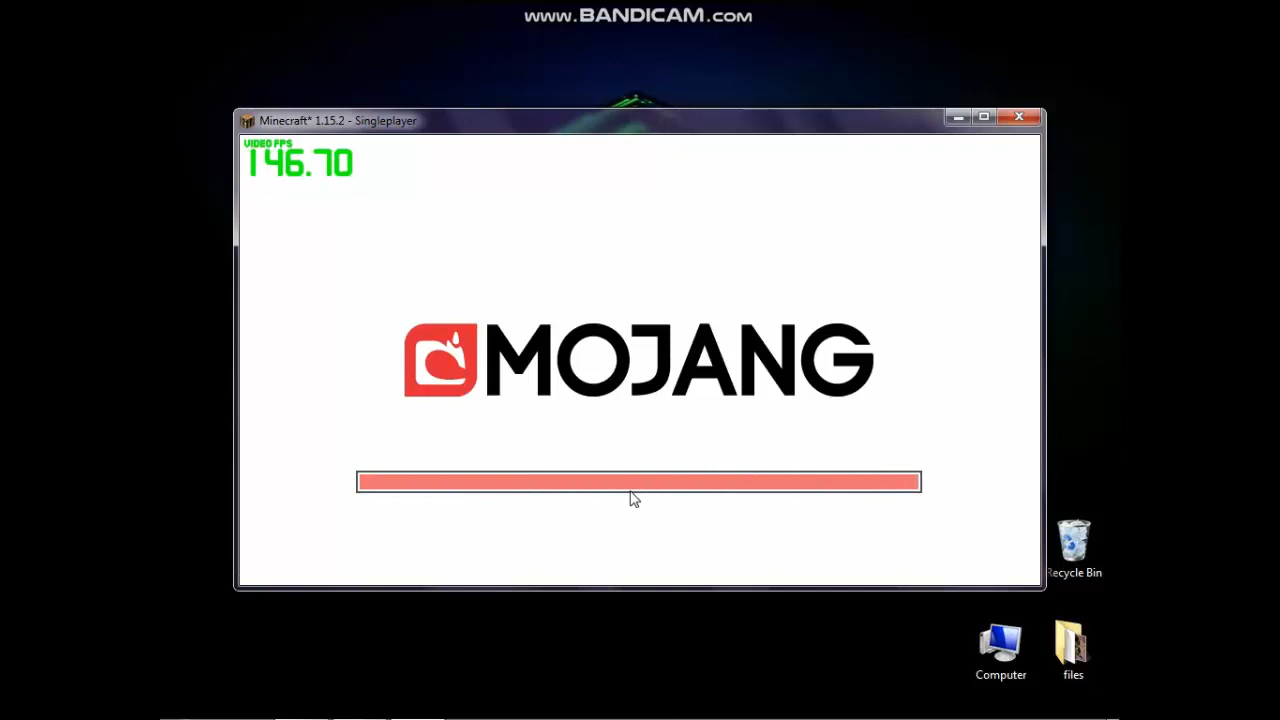 www.BANDICAM.com
Minecraft* 1.15.2 - Singleplayer
VIDEO FPS
146.70
MOJANG
Recycle Bin
Computer
files